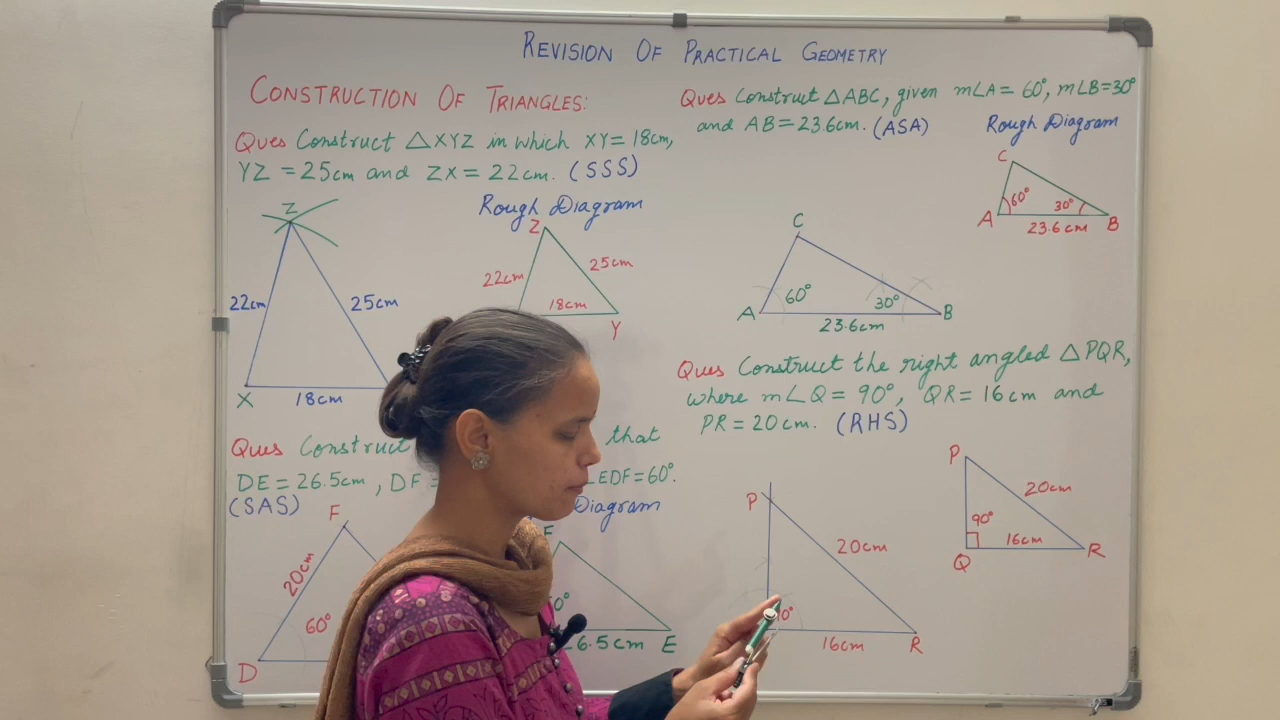 REVISION OF PRACTICAL GEOMETRY
CONSTRUCTION OF TRIANGLES:
Ques Construct △XYZ in which XY = 18cm,
YZ = 25cm and ZX = 22cm. (SSS)
Rough Diagram
Z
22cm
25cm
X
18cm
Z
22cm
25cm
18cm
Y
Ques Construct that
DE = 26.5cm, DF = ∠EDF = 60°.
(SAS)
Diagram
F
20cm
60°
D
F
0°
6.5cm
E
Ques Construct △ABC, given m∠A = 60°, m∠B = 30°
and AB = 23.6cm. (ASA)
Rough Diagram
C
60°
30°
A
B
23.6 cm
C
60°
30°
A
B
23.6cm
Ques Construct the right angled △PQR,
where m∠Q = 90°, QR = 16cm and
PR = 20cm. (RHS)
P
20cm
90°
16cm
Q
R
P
20cm
0°
16cm
R